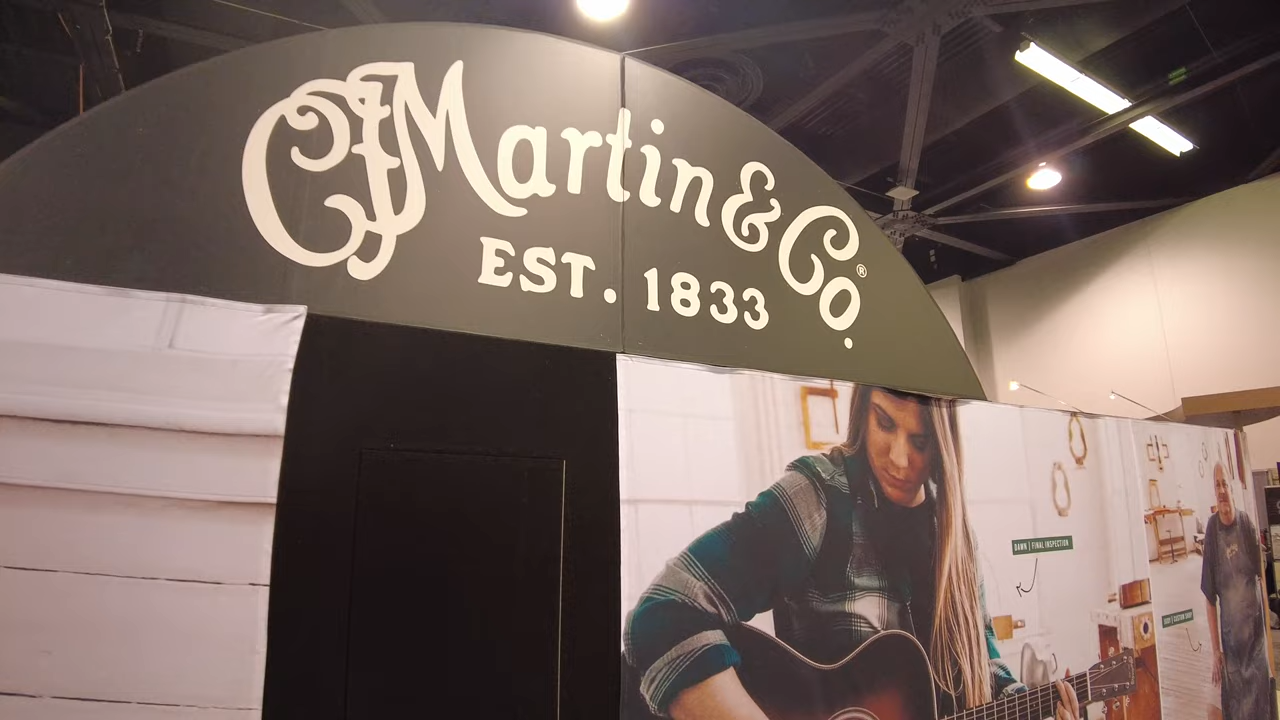 CFMartin & Co.®
EST. 1833
DAWN | FINAL INSPECTION